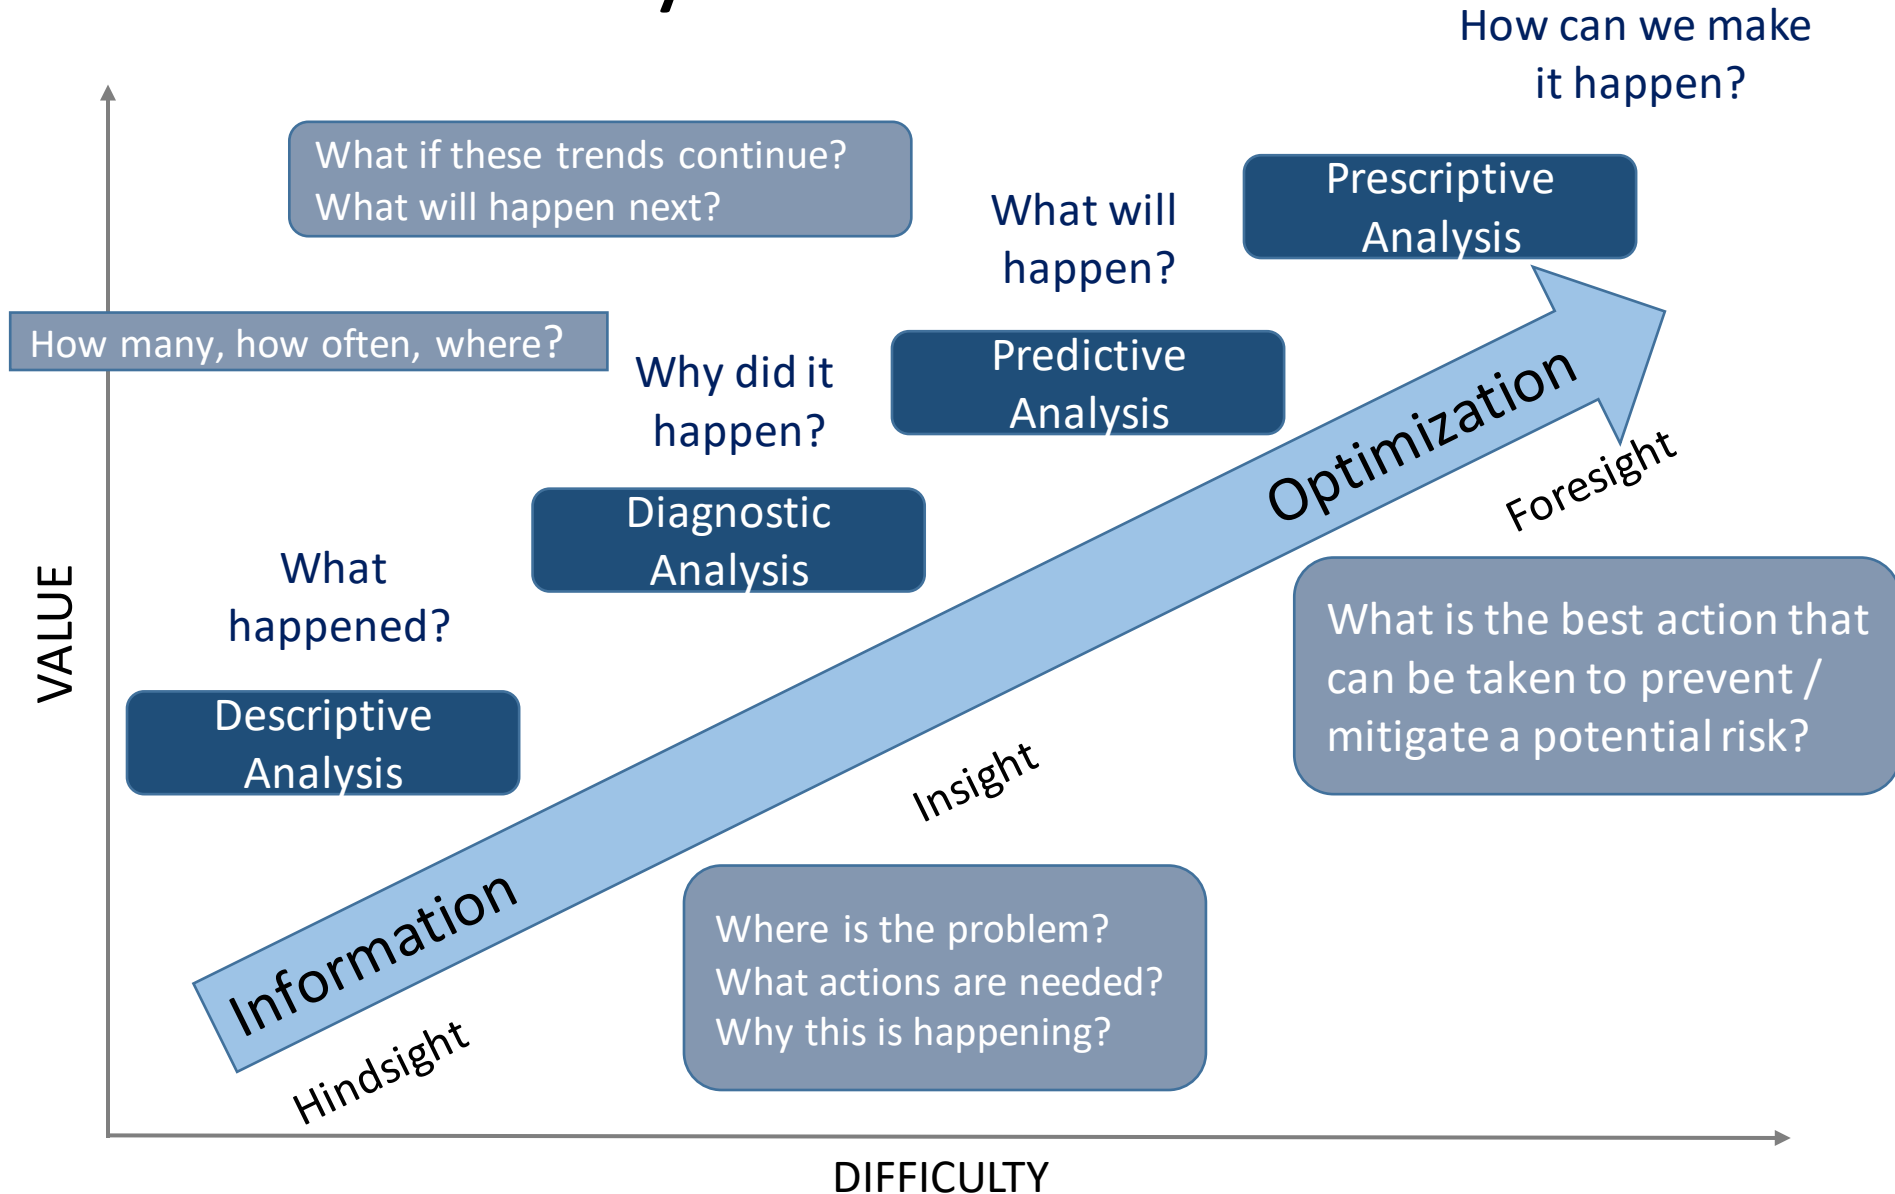 How can we make
it happen?
What if these trends continue?
What will happen next?
Prescriptive
Analysis
What will
happen?
How many, how often, where?
Why did it
happen?
Predictive
Analysis
Optimization
Foresight
Diagnostic
Analysis
What
happened?
VALUE
What is the best action that
can be taken to prevent /
mitigate a potential risk?
Descriptive
Analysis
Insight
Information
Where is the problem?
What actions are needed?
Why this is happening?
Hindsight
DIFFICULTY